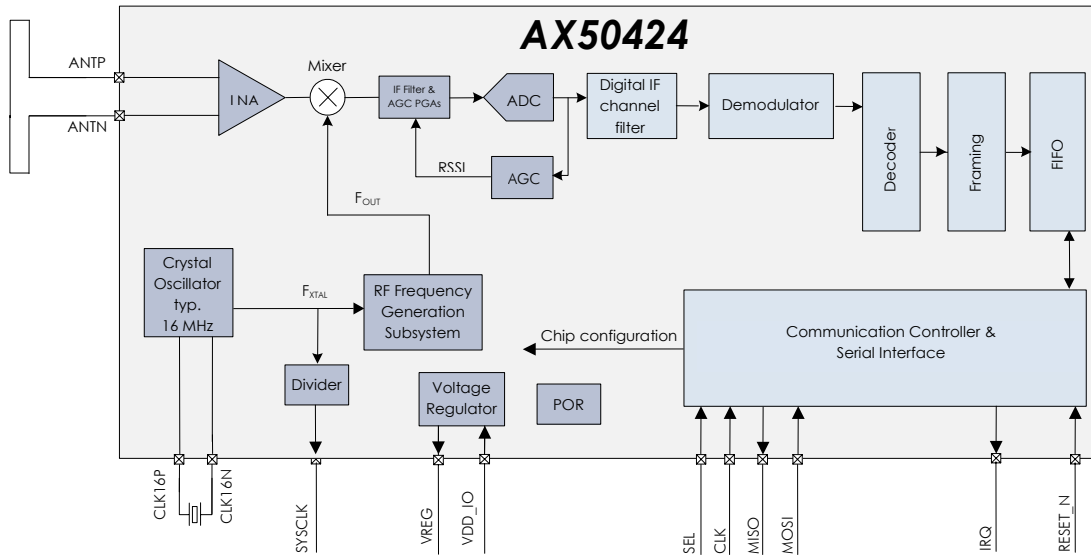 AX50424
ANTP
ANTN
LNA
Mixer
IF Filter &
AGC PGAs
ADC
Digital IF
channel
filter
Demodulator
Decoder
Framing
FIFO
RSSI
AGC
FOUT
Crystal
Oscillator
typ.
16 MHz
FXTAL
RF Frequency
Generation
Subsystem
Divider
Voltage
Regulator
POR
Chip configuration
Communication Controller &
Serial Interface
CLK16P
CLK16N
SYSCLK
VREG
VDD_IO
SEL
CLK
MISO
MOSI
IRQ
RESET_N